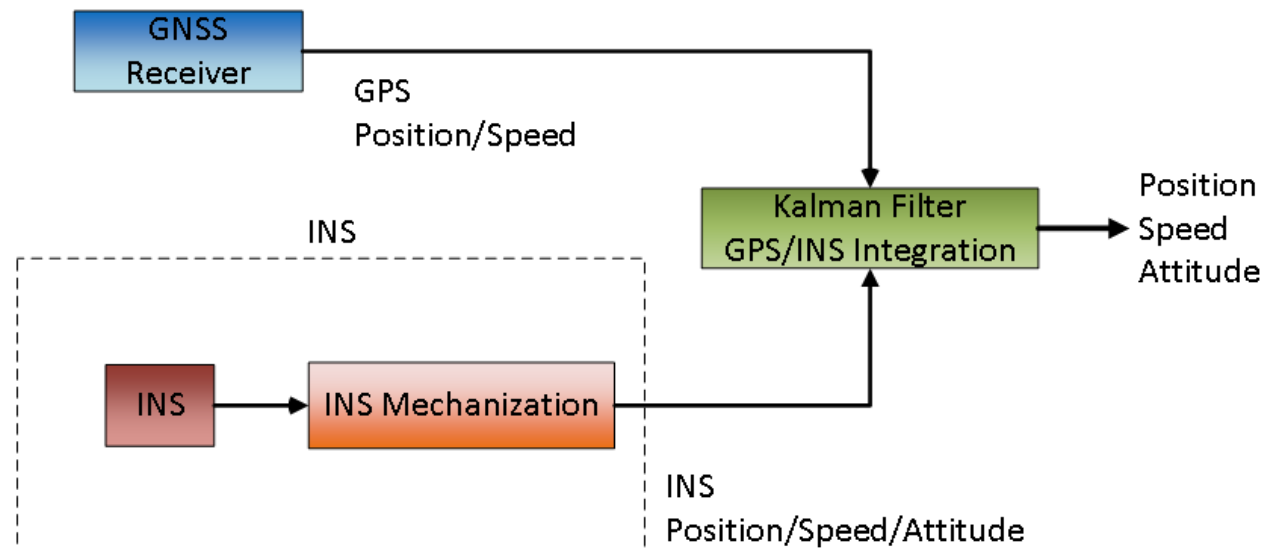 GNSS
Receiver
GPS
Position/Speed
Kalman Filter
GPS/INS Integration
Position
Speed
Attitude
INS
INS
INS Mechanization
INS
Position/Speed/Attitude